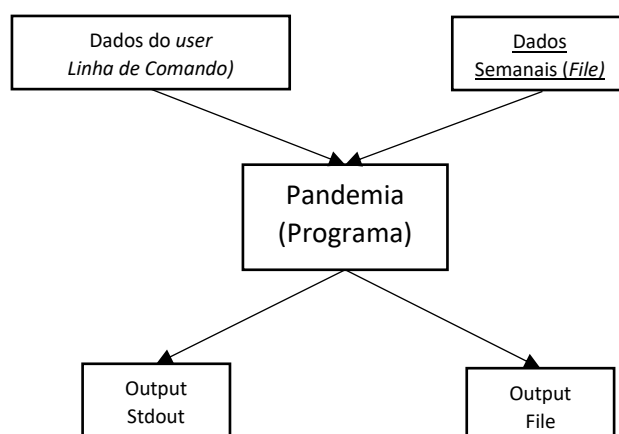 Dados do user
Linha de Comando)
Dados
Semanais (File)
Pandemia
(Programa)
Output
Stdout
Output
File